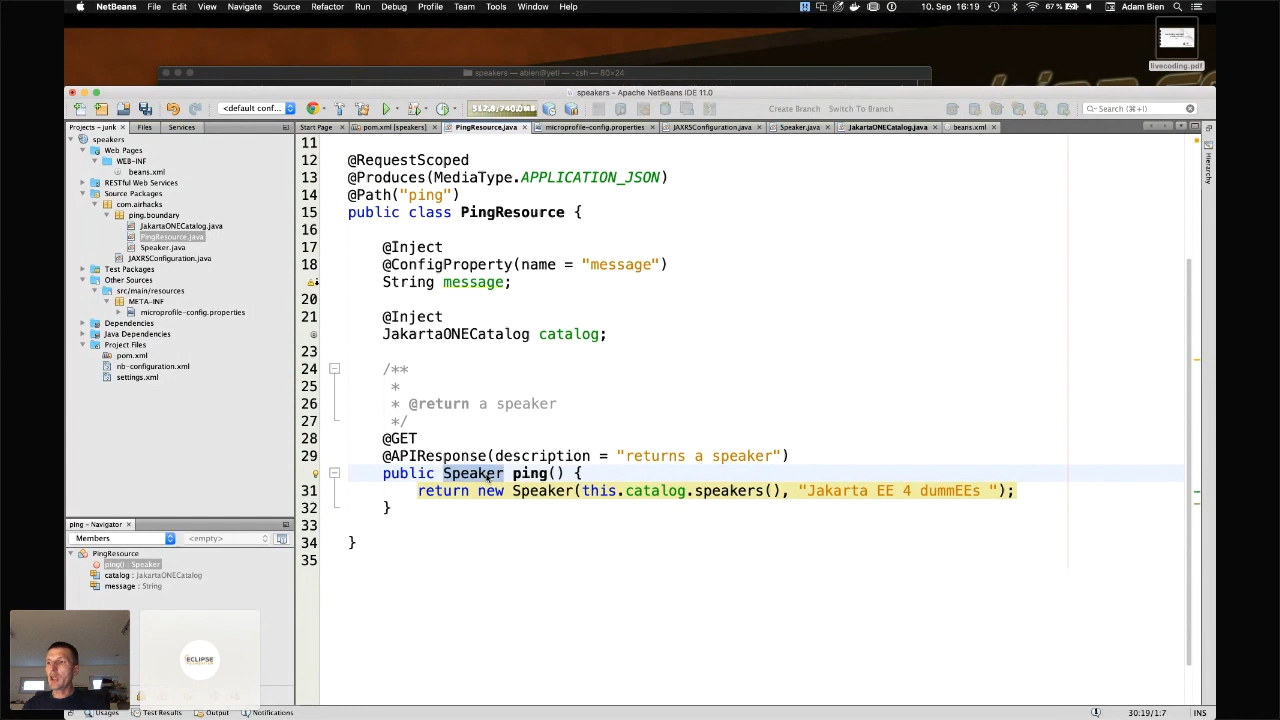 NetBeans File Edit View Navigate Source Refactor Run Debug Profile Team Tools Window Help 67% 10. Sep 16:19 Adam Bien
livecoding.pdf
speakers — abien@yeti — -zsh — 80×24
speakers - Apache NetBeans IDE 11.0
<default conf... 312,8/740,0MB Create Branch Switch To Branch Search (⌘+I)
Projects - junk Files Services Start Page pom.xml [speakers] PingResource.java microprofile-config.properties JAXRSConfiguration.java Speaker.java JakartaONECatalog.java beans.xml
Hierarchy
speakers
Web Pages
WEB-INF
beans.xml
RESTful Web Services
Source Packages
com.airhacks
ping.boundary
JakartaONECatalog.java
PingResource.java
Speaker.java
JAXRSConfiguration.java
Test Packages
Other Sources
src/main/resources
META-INF
microprofile-config.properties
Dependencies
Java Dependencies
Project Files
pom.xml
nb-configuration.xml
settings.xml
11
12 @RequestScoped
13 @Produces(MediaType.APPLICATION_JSON)
14 @Path("ping")
15 public class PingResource {
16
17 @Inject
18 @ConfigProperty(name = "message")
String message;
20
21 @Inject
JakartaONECatalog catalog;
23
24 /**
25 *
26 * @return a speaker
27 */
28 @GET
29 @APIResponse(description = "returns a speaker")
public Speaker ping() {
31 return new Speaker(this.catalog.speakers(), "Jakarta EE 4 dummEEs ");
32 }
33
34 }
35
ping - Navigator
Members <empty>
PingResource
ping() : Speaker
catalog : JakartaONECatalog
message : String
ECLIPSE
FOUNDATION
Usages Test Results Output Notifications 30:19/1:7 INS